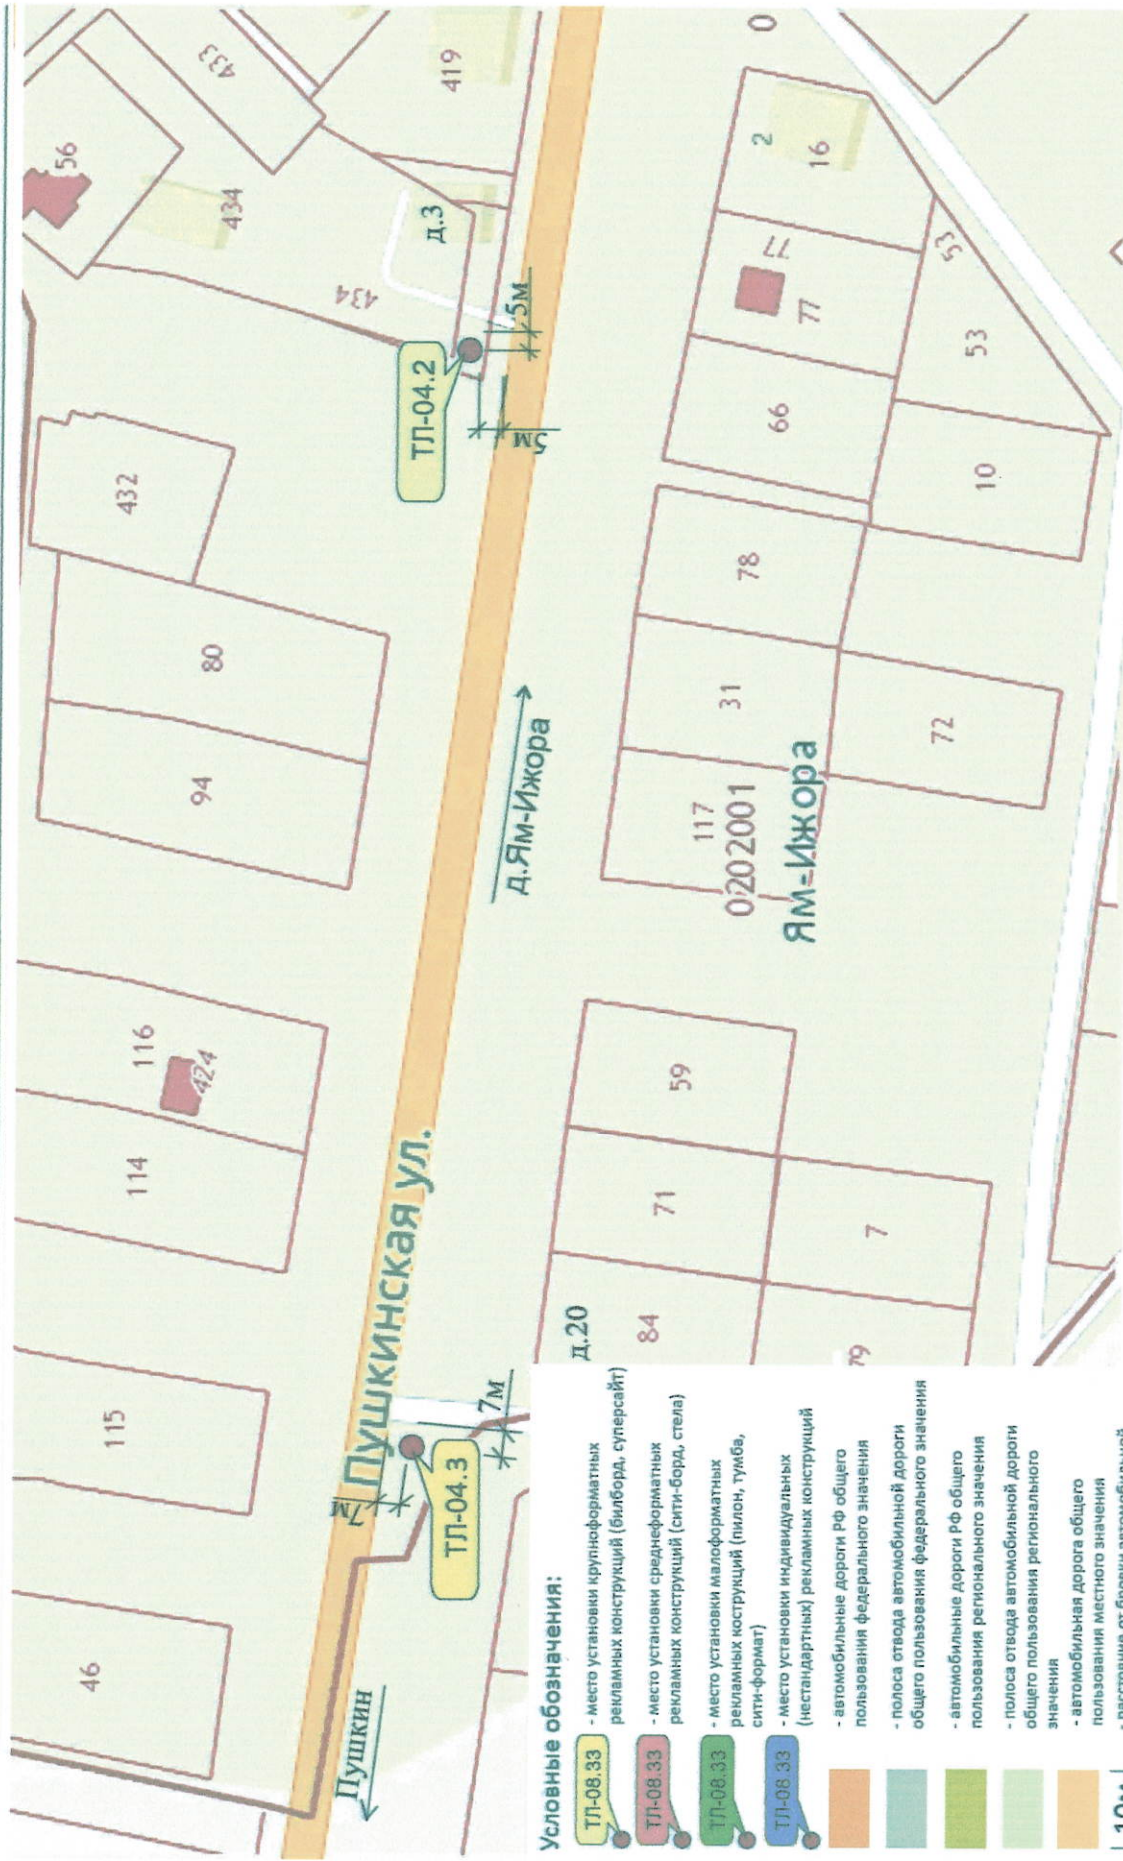 56
433
419
434
434
д.3
432
80
94
116
424
114
115
46
ТЛ-04.2
5м
5м
2
16
77
77
53
53
66
10
78
31
72
117
0202001
Ям-Ижора
д.Ям-Ижора
Пушкинская ул.
59
71
7
84
д.20
79
ТЛ-04.3
7м
7м
Пушкин
Условные обозначения:
ТЛ-08.33
- место установки крупноформатных
рекламных конструкций (билборд, суперсайт)
ТЛ-08.33
- место установки среднеформатных
рекламных конструкций (сити-борд, стела)
ТЛ-08.33
- место установки малоформатных
рекламных кострукций (пилон, тумба,
сити-формат)
ТЛ-08.33
- место установки индивидуальных
(нестандартных) рекламных конструкций
- автомобильные дороги РФ общего
пользования федерального значения
- полоса отвода автомобильной дороги
общего пользования федерального значения
- автомобильные дороги РФ общего
пользования регионального значения
- полоса отвода автомобильной дороги
общего пользования регионального
значения
- автомобильная дорога общего
пользования местного значения
- расстояние от бровки автомобильной